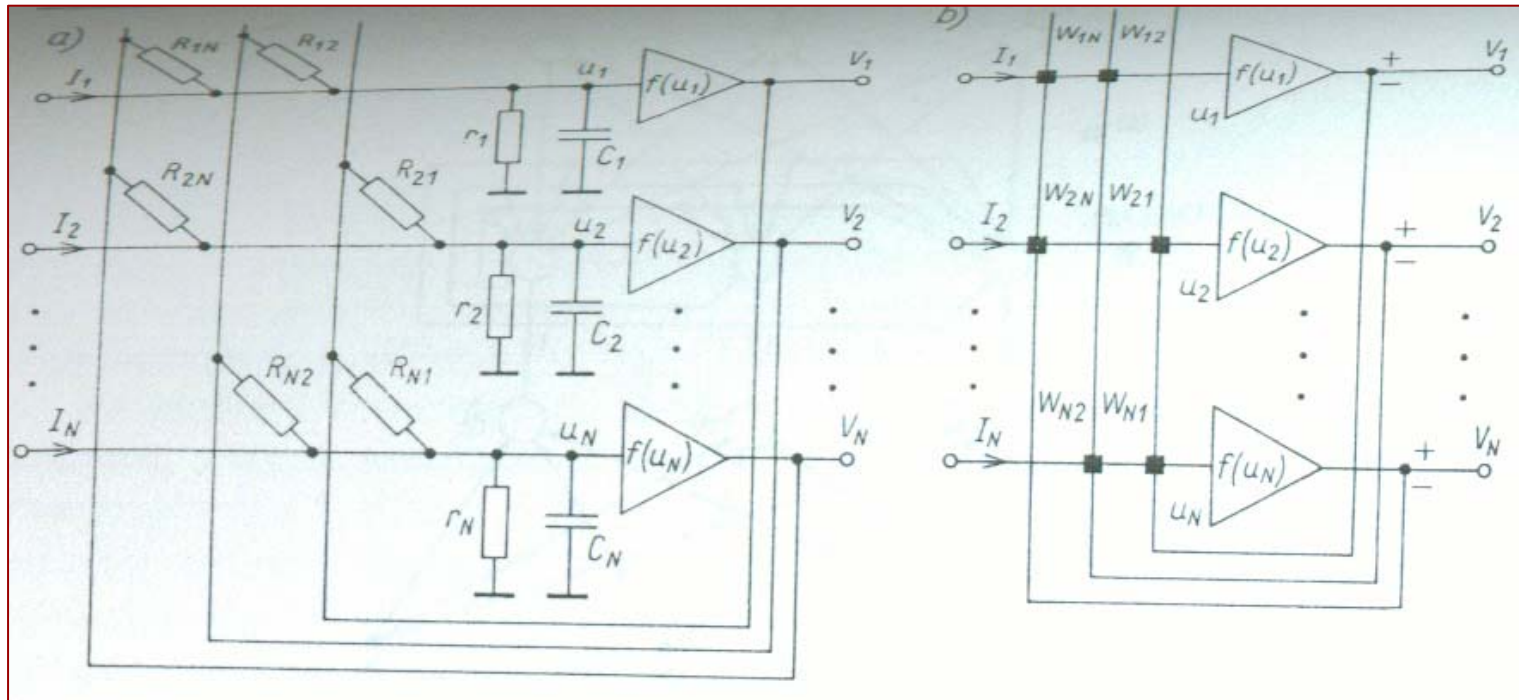 a)
R1N R12
I1 u1 f(u1) V1
r1 C1
R2N R21
I2 u2 f(u2) V2
r2 C2
RN2 RN1
IN uN f(uN) VN
rN CN
b)
W1N W12
I1 f(u1) + V1
u1 −
W2N W21
I2 f(u2) + V2
u2 −
WN2 WN1
IN f(uN) + VN
uN −